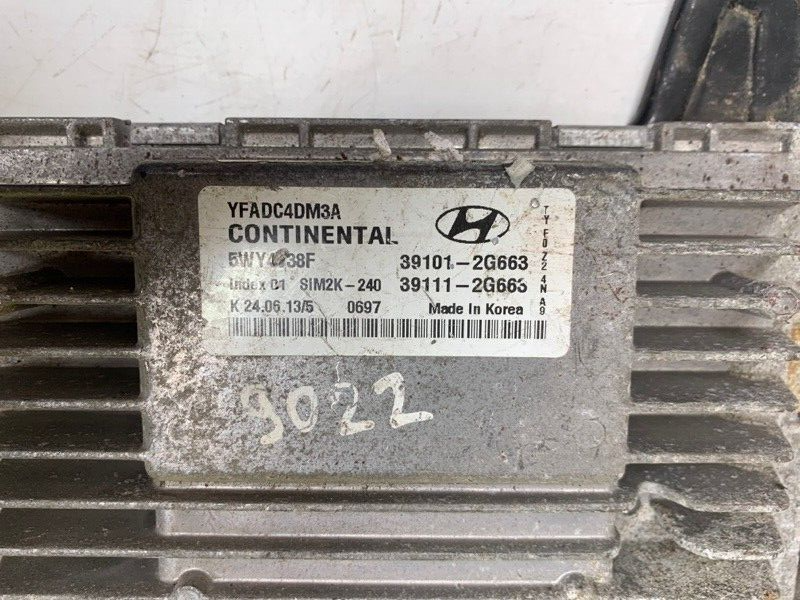 YFADC4DM3A
CONTINENTAL
39101-2G663
SIM2K-240 39111-2G663
K 24.06.13/5 0697 Made In Korea
9022